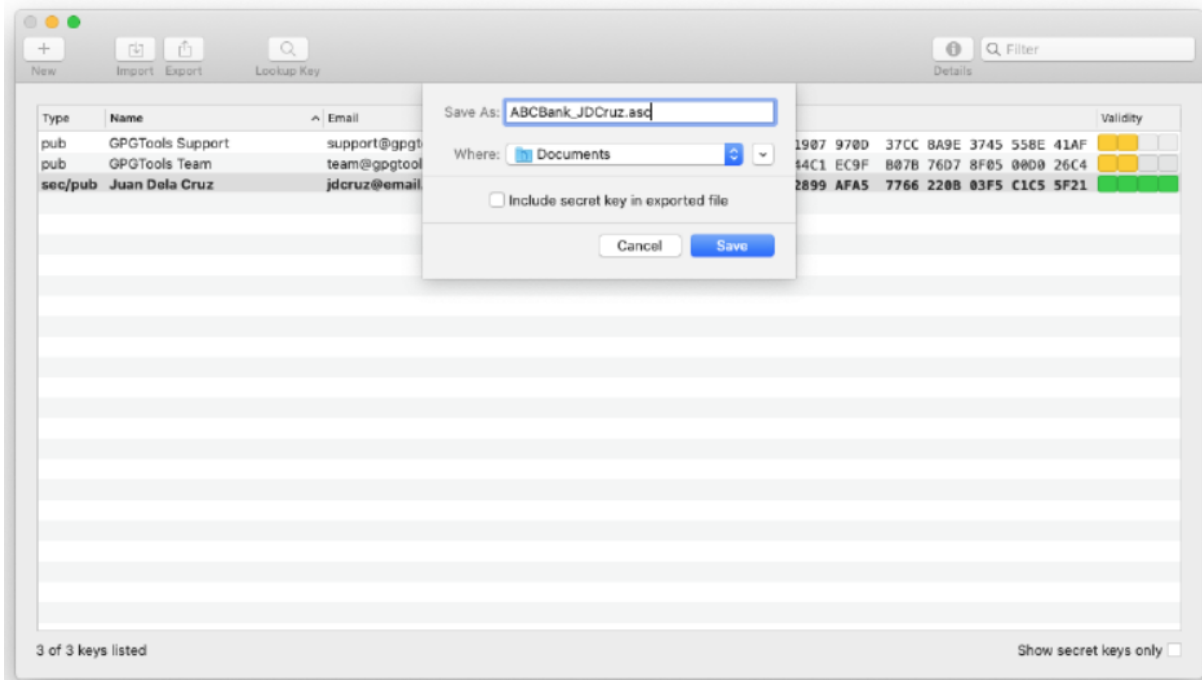 New Import Export Lookup Key Details Filter
Save As: ABCBank_JDCruz.asc
Where: Documents
Include secret key in exported file
Cancel Save
Type Name Email Validity
pub GPGTools Support support@gpgt 1907 970D 37CC 8A9E 3745 558E 41AF
pub GPGTools Team team@gpgtool 44C1 EC9F B07B 76D7 8F05 00D0 26C4
sec/pub Juan Dela Cruz jdcruz@email. 2899 AFA5 7766 220B 03F5 C1C5 5F21
3 of 3 keys listed Show secret keys only